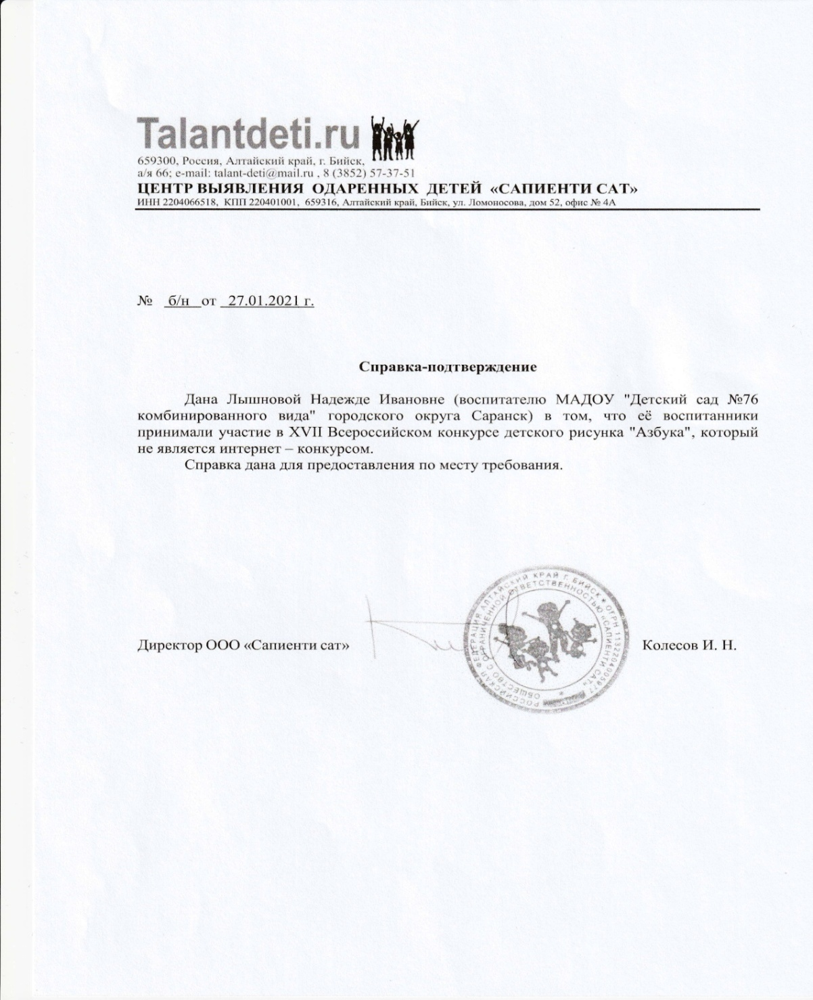 Talantdeti.ru
659300, Россия, Алтайский край, г. Бийск,
а/я 66; e-mail: talant-deti@mail.ru , 8 (3852) 57-37-51
ЦЕНТР ВЫЯВЛЕНИЯ ОДАРЕННЫХ ДЕТЕЙ «САПИЕНТИ САТ»
ИНН 2204066518, КПП 220401001, 659316, Алтайский край, Бийск, ул. Ломоносова, дом 52, офис № 4А
№ б/н от 27.01.2021 г.
Справка-подтверждение
Дана Лышновой Надежде Ивановне (воспитателю МАДОУ "Детский сад №76
комбинированного вида" городского округа Саранск) в том, что её воспитанники
принимали участие в XVII Всероссийском конкурсе детского рисунка "Азбука", который
не является интернет – конкурсом.
Справка дана для предоставления по месту требования.
Директор ООО «Сапиенти сат»
Колесов И. Н.
РОССИЙСКАЯ ФЕДЕРАЦИЯ АЛТАЙСКИЙ КРАЙ Г. БИЙСК * ОГРН 1132204005977
ОБЩЕСТВО С ОГРАНИЧЕННОЙ ОТВЕТСТВЕННОСТЬЮ «САПИЕНТИ САТ» *